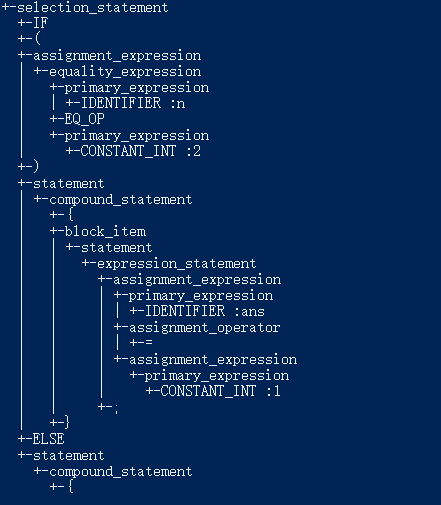 +-selection_statement
+-IF
+-(
+-assignment_expression
| +-equality_expression
| +-primary_expression
| | +-IDENTIFIER :n
| +-EQ_OP
| +-primary_expression
| +-CONSTANT_INT :2
+-)
+-statement
| +-compound_statement
| +-{
| +-block_item
| | +-statement
| | +-expression_statement
| | +-assignment_expression
| | | +-primary_expression
| | | | +-IDENTIFIER :ans
| | | +-assignment_operator
| | | | +-=
| | | +-assignment_expression
| | | +-primary_expression
| | | +-CONSTANT_INT :1
| | +-;
| +-}
+-ELSE
+-statement
+-compound_statement
+-{